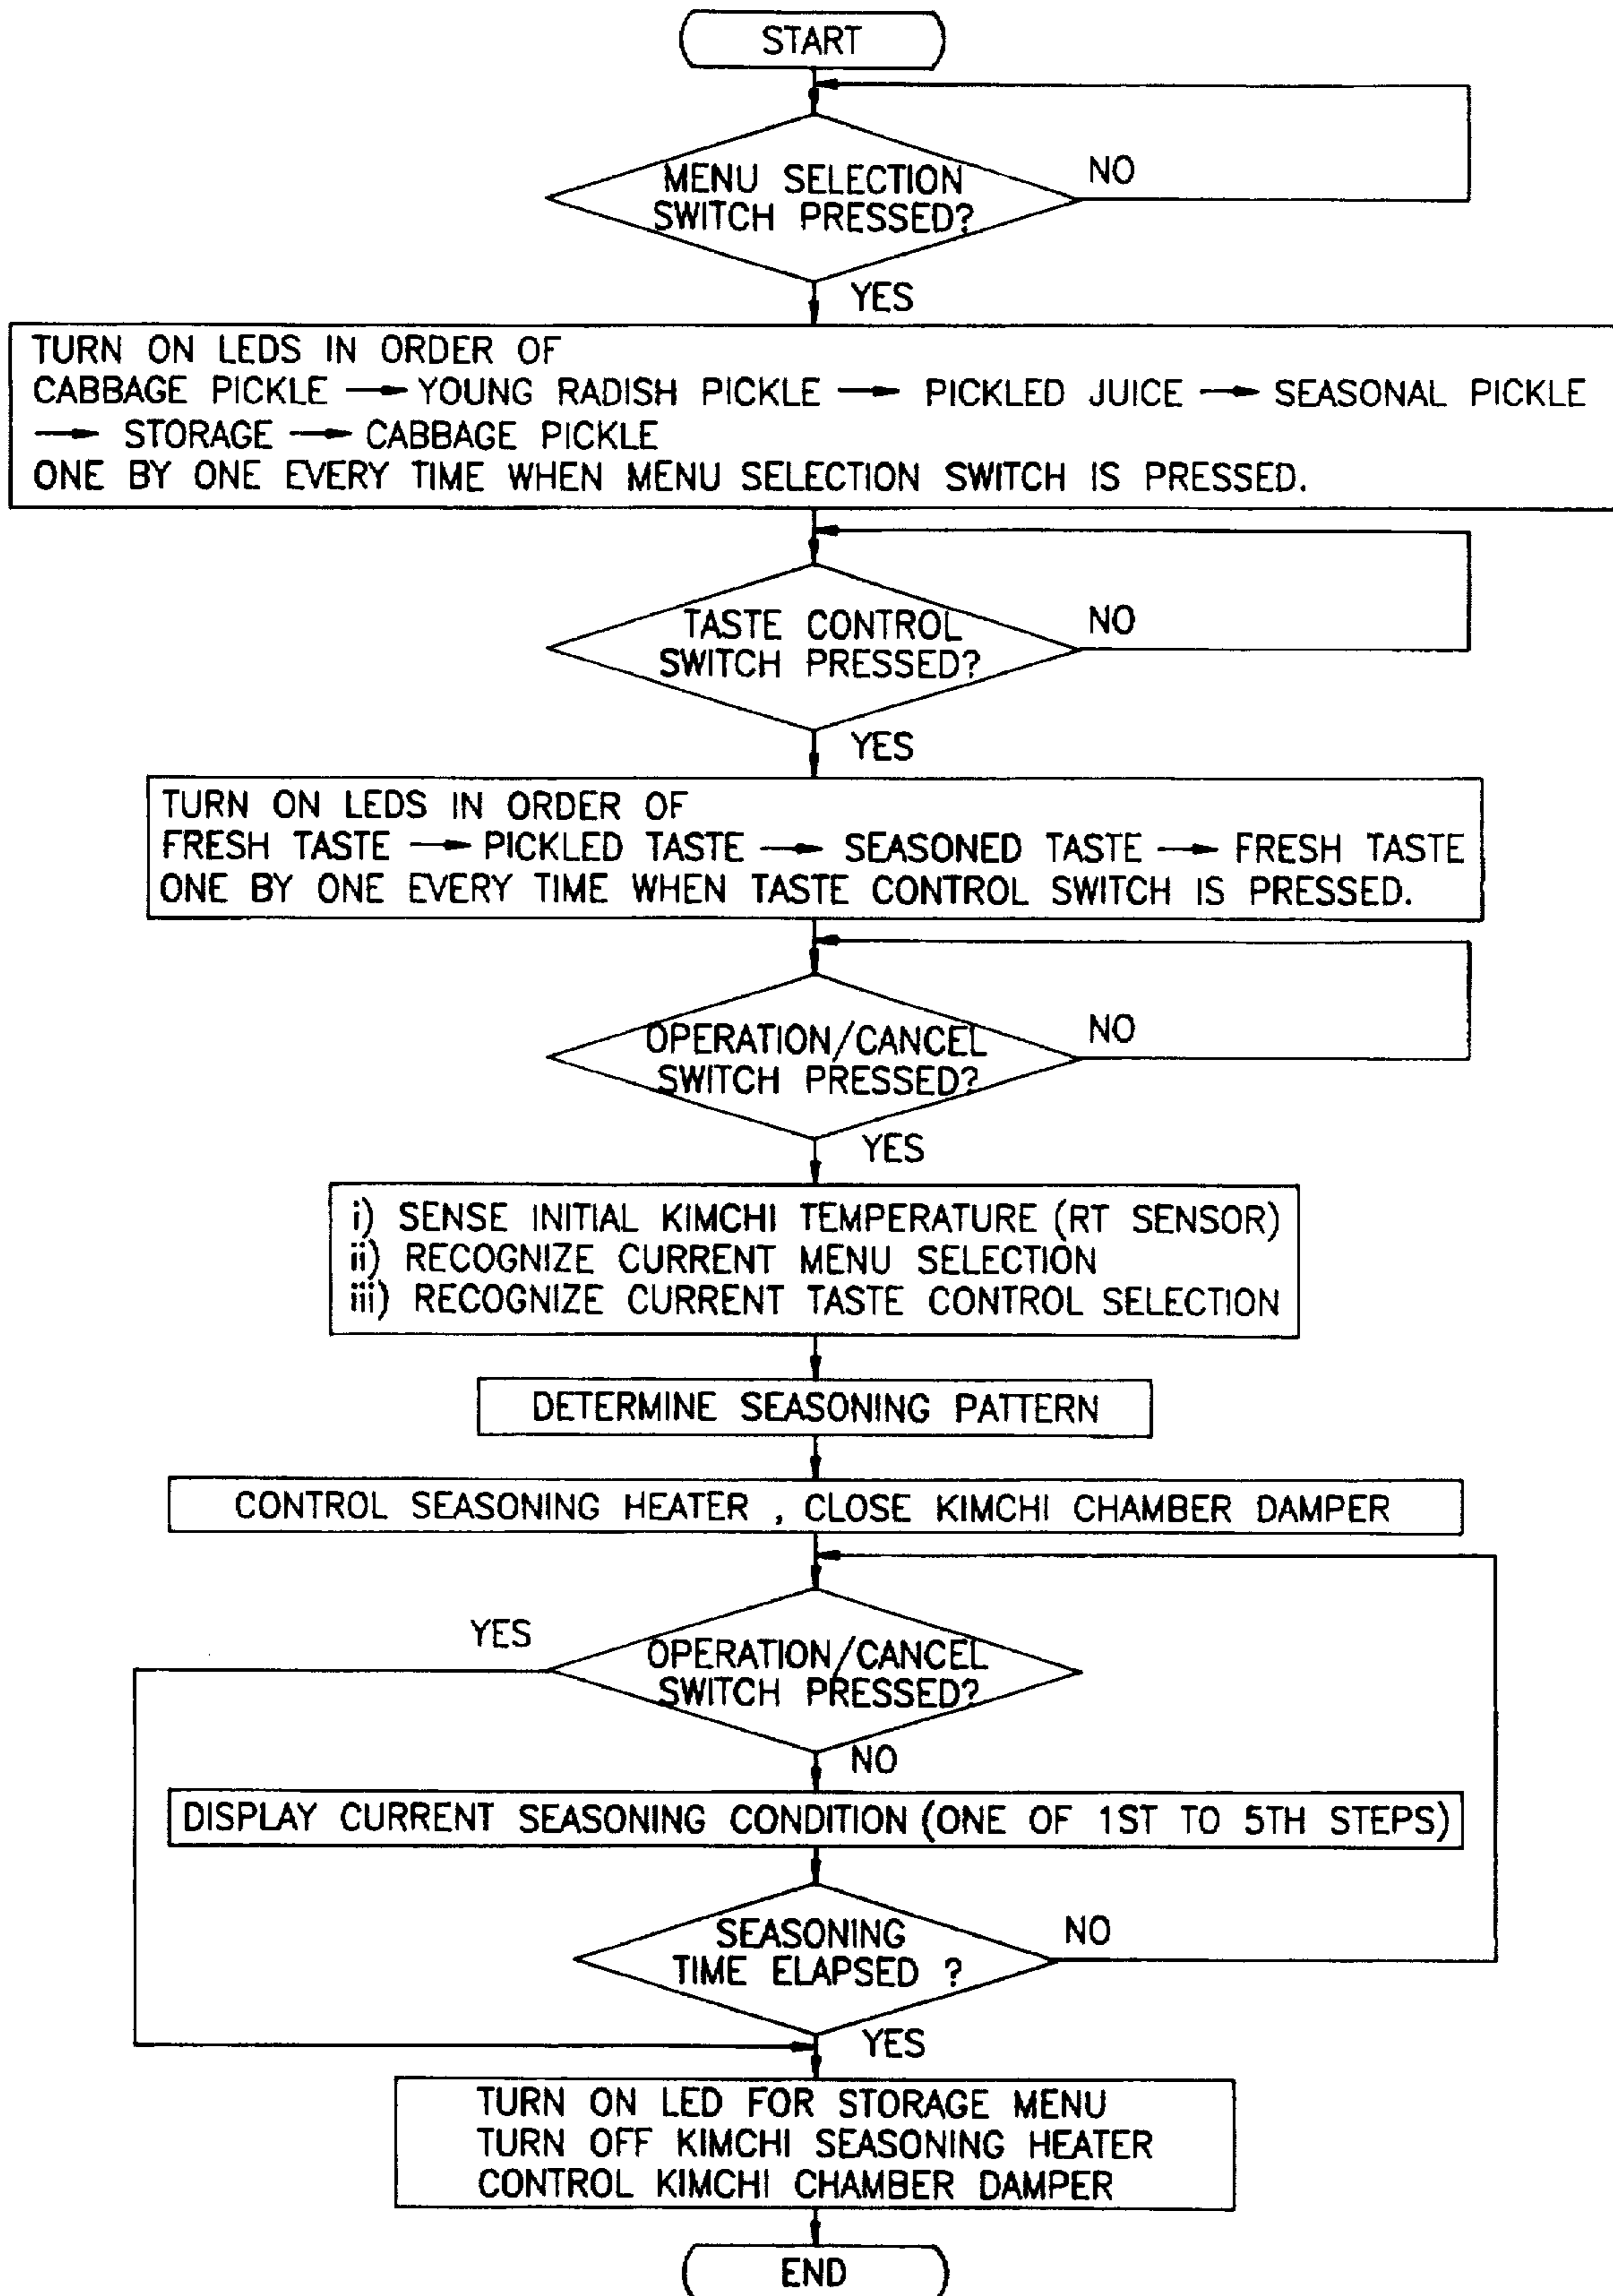 START
MENU SELECTION
SWITCH PRESSED?
NO
YES
TURN ON LEDS IN ORDER OF
CABBAGE PICKLE → YOUNG RADISH PICKLE → PICKLED JUICE → SEASONAL PICKLE
→ STORAGE → CABBAGE PICKLE
ONE BY ONE EVERY TIME WHEN MENU SELECTION SWITCH IS PRESSED.
TASTE CONTROL
SWITCH PRESSED?
NO
YES
TURN ON LEDS IN ORDER OF
FRESH TASTE → PICKLED TASTE → SEASONED TASTE → FRESH TASTE
ONE BY ONE EVERY TIME WHEN TASTE CONTROL SWITCH IS PRESSED.
OPERATION/CANCEL
SWITCH PRESSED?
NO
YES
i) SENSE INITIAL KIMCHI TEMPERATURE (RT SENSOR)
ii) RECOGNIZE CURRENT MENU SELECTION
iii) RECOGNIZE CURRENT TASTE CONTROL SELECTION
DETERMINE SEASONING PATTERN
CONTROL SEASONING HEATER , CLOSE KIMCHI CHAMBER DAMPER
YES
OPERATION/CANCEL
SWITCH PRESSED?
NO
DISPLAY CURRENT SEASONING CONDITION (ONE OF 1ST TO 5TH STEPS)
SEASONING
TIME ELAPSED ?
NO
YES
TURN ON LED FOR STORAGE MENU
TURN OFF KIMCHI SEASONING HEATER
CONTROL KIMCHI CHAMBER DAMPER
END